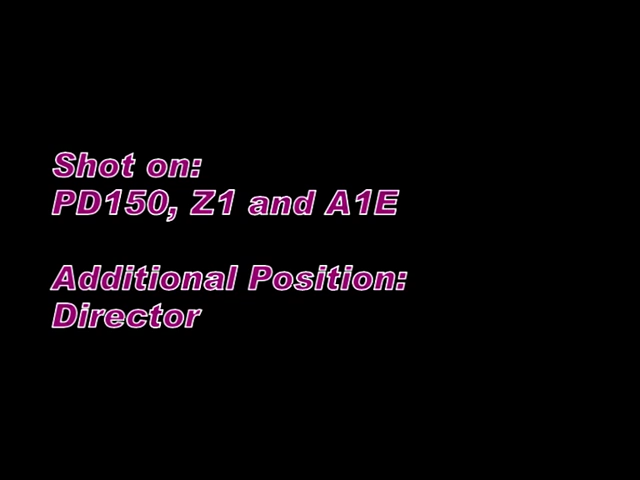 Shot on:
PD150, Z1 and A1E
Additional Position:
Director